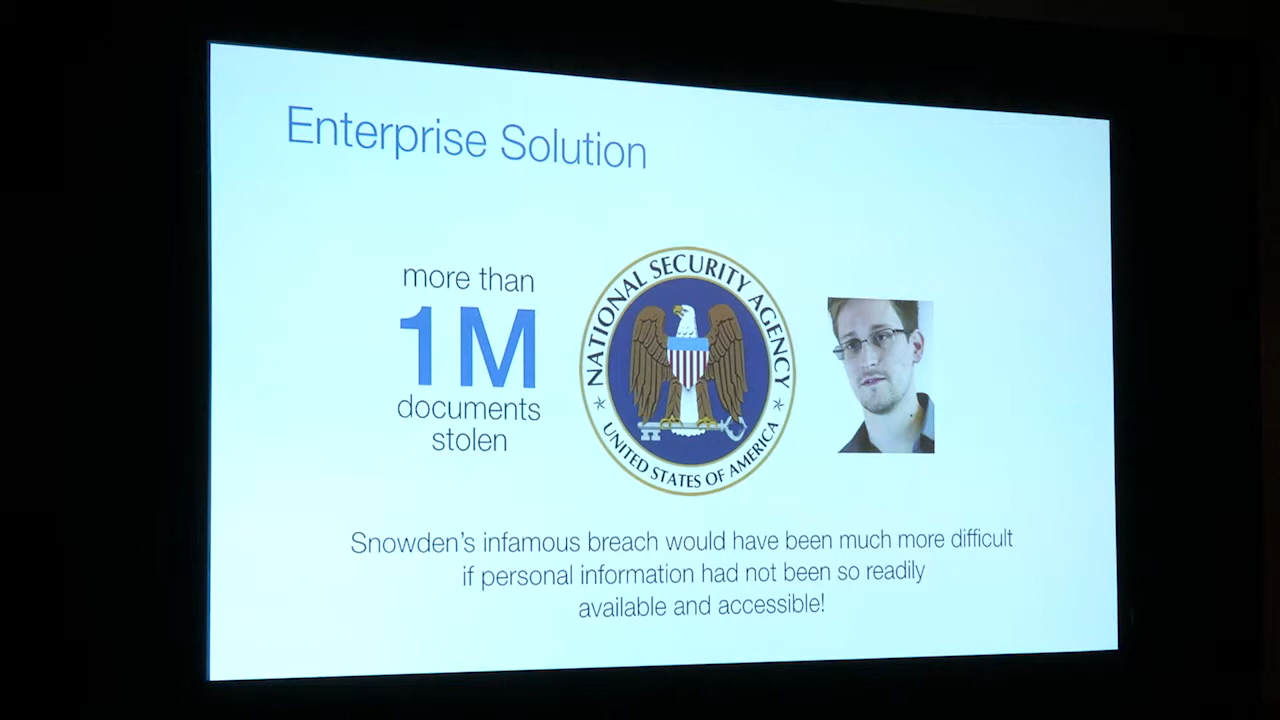 Enterprise Solution
more than
1M
documents
stolen
NATIONAL SECURITY AGENCY
UNITED STATES OF AMERICA
Snowden's infamous breach would have been much more difficult
if personal information had not been so readily
available and accessible!